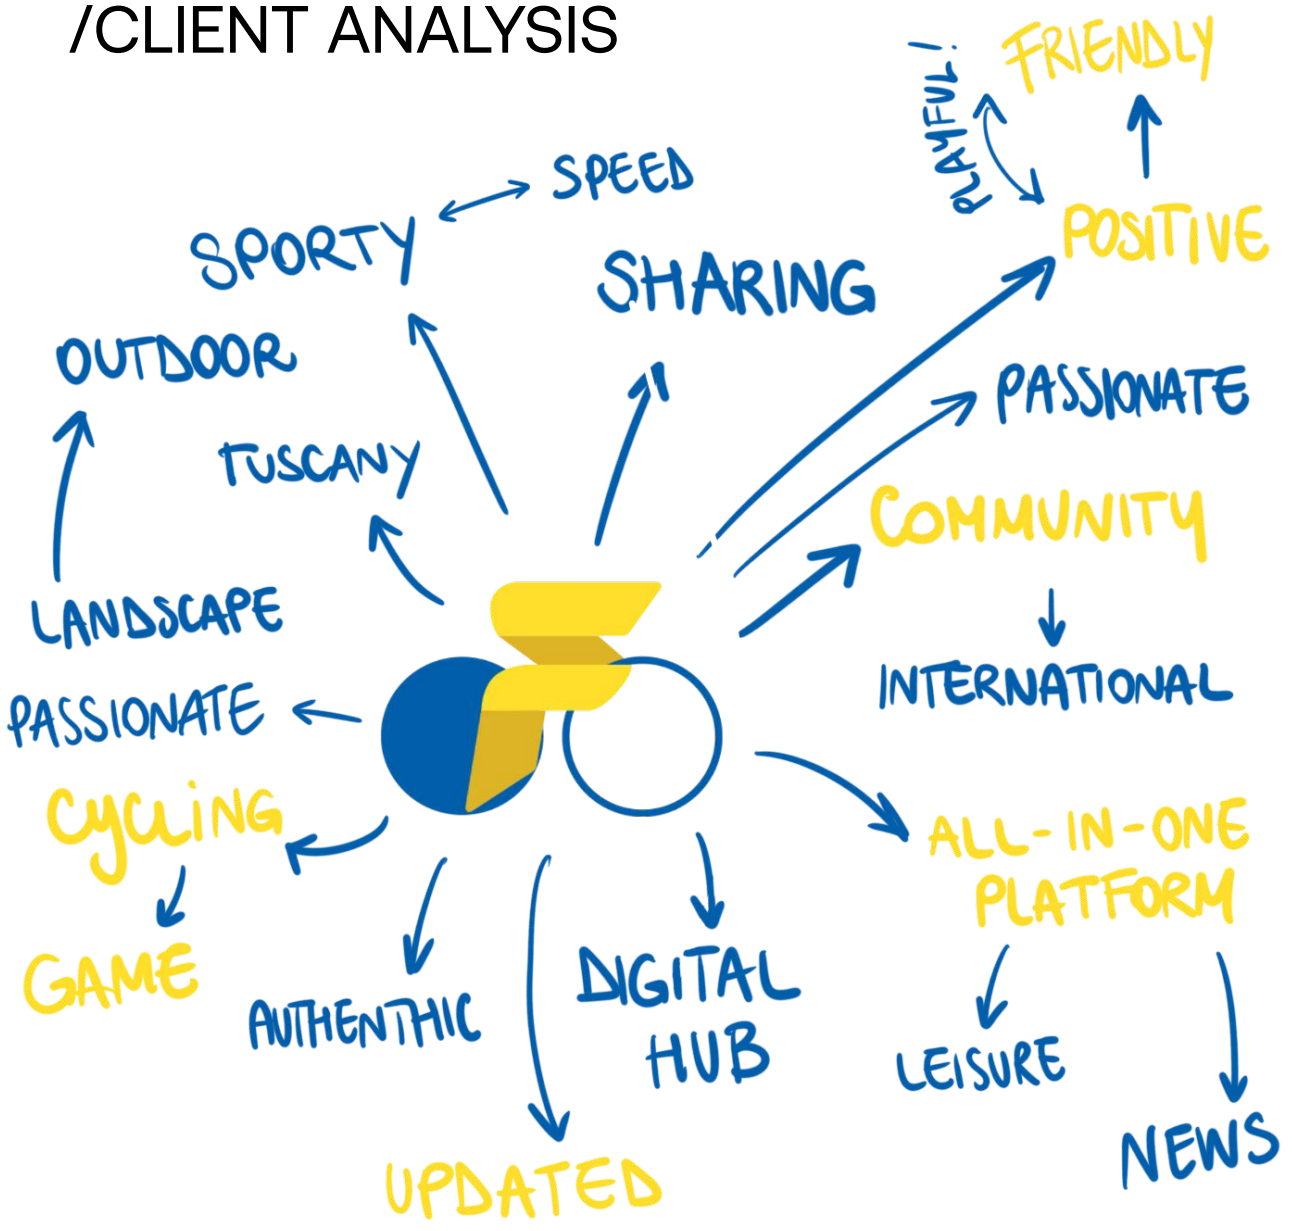 /CLIENT ANALYSIS
FRIENDLY
PLAYFUL!
SPEED
SPORTY
POSITIVE
SHARING
OUTDOOR
PASSIONATE
TUSCANY
COMMUNITY
LANDSCAPE
INTERNATIONAL
PASSIONATE
CYCLING
ALL-IN-ONE
PLATFORM
GAME
AUTHENTHIC
DIGITAL
HUB
LEISURE
NEWS
UPDATED